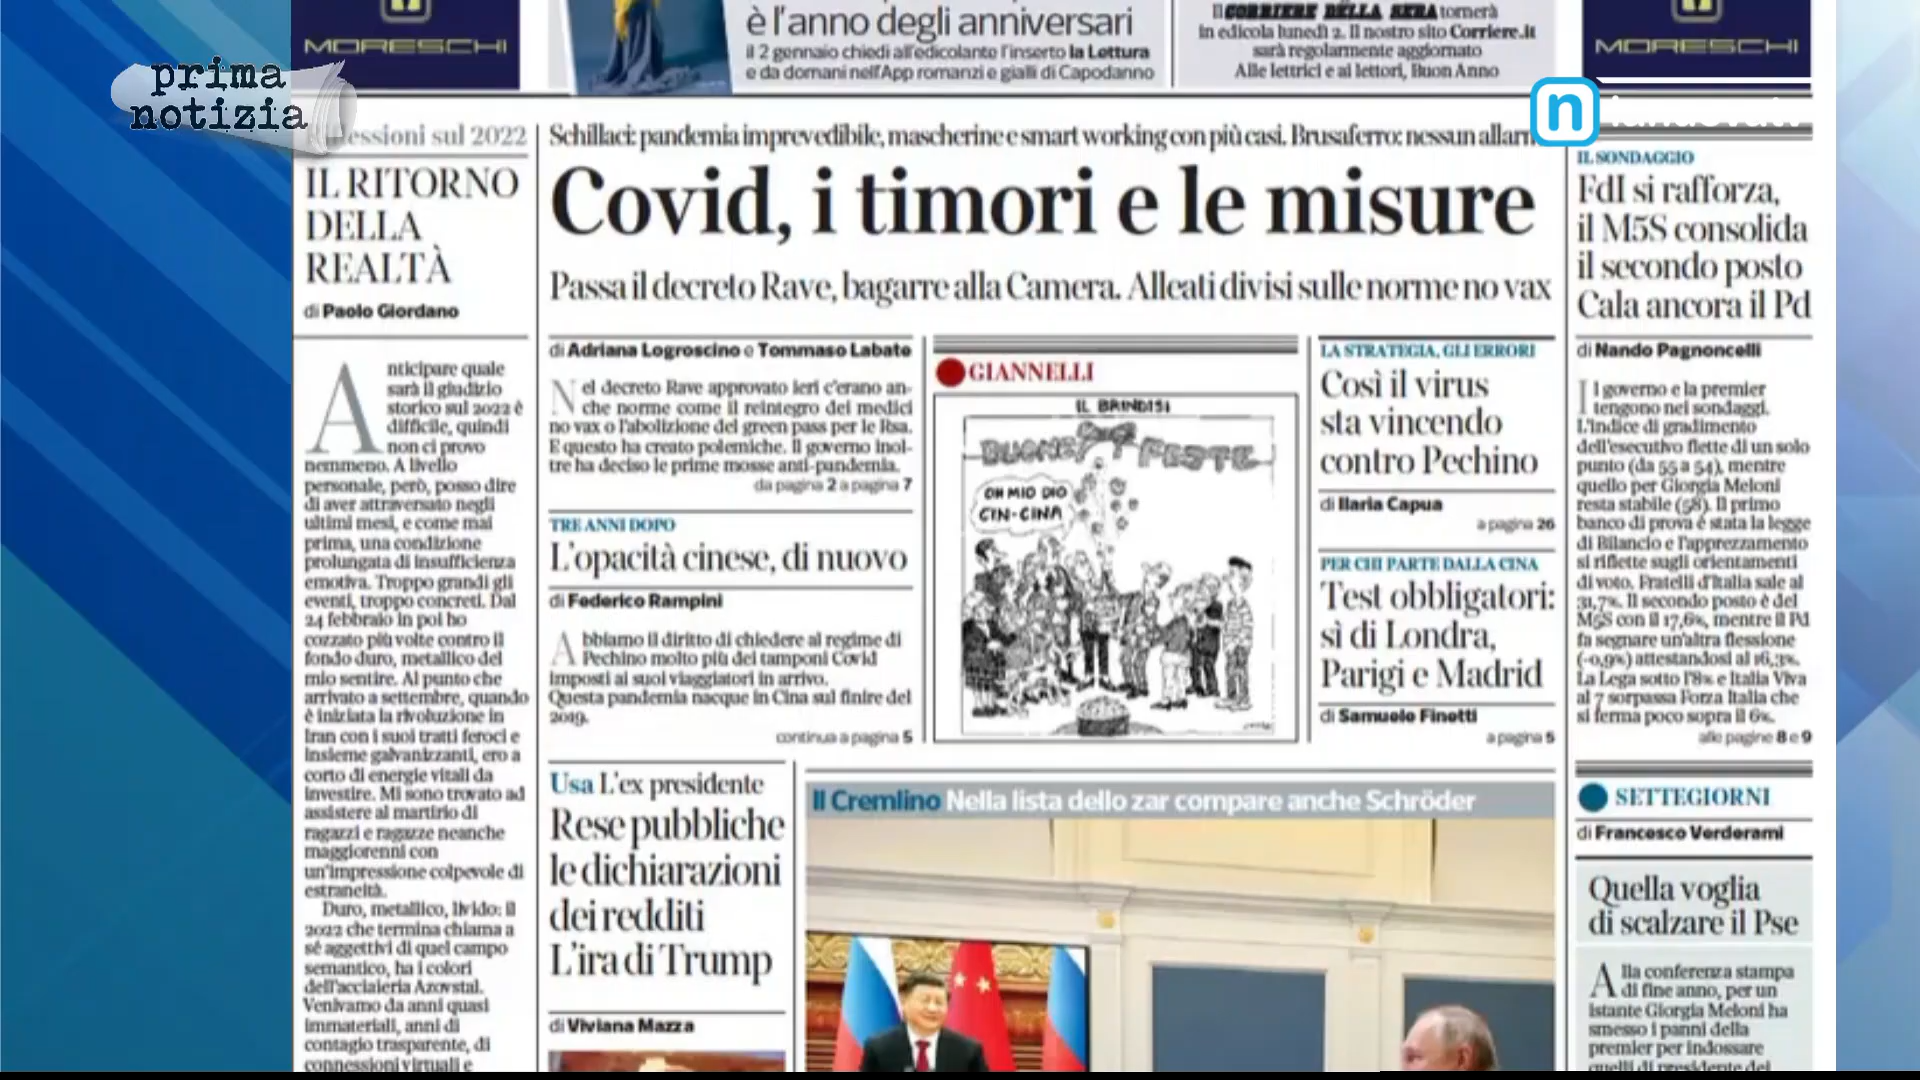 prima
notizia
MORESCHI
è l'anno degli anniversari
il 2 gennaio chiedi all'edicolante l'inserto la Lettura
e da domani nell'App romanzi e gialli di Capodanno
Il CORRIERE DELLA SERA tornerà
in edicola lunedì 2. Il nostro sito Corriere.it
sarà regolarmente aggiornato
Alle lettrici e ai lettori, Buon Anno
MORESCHI
n
essioni sul 2022
IL RITORNO
DELLA
REALTÀ
di Paolo Giordano
Anticipare quale
sarà il giudizio
storico sul 2022 è
difficile, quindi
non ci provo
nemmeno. A livello
personale, però, posso dire
di aver attraversato negli
ultimi mesi, e come mai
prima, una condizione
prolungata di insufficienza
emotiva. Troppo grandi gli
eventi, troppo concreti. Dal
24 febbraio in poi ho
cozzato più volte contro il
fondo duro, metallico del
mio sentire. Al punto che
arrivato a settembre, quando
è iniziata la rivoluzione in
Iran con i suoi tratti feroci e
insieme galvanizzanti, ero a
corto di energie vitali da
investire. Mi sono trovato ad
assistere al martirio di
ragazzi e ragazze neanche
maggiorenni con
un'impressione colpevole di
estraneità.
Duro, metallico, livido: il
2022 che termina chiama a
sé aggettivi di quel campo
semantico, ha i colori
dell'acciaieria Azovstal.
Venivamo da anni quasi
immateriali, anni di
contagio trasparente, di
connessioni virtuali e
Schillaci: pandemia imprevedibile, mascherine e smart working con più casi. Brusaferro: nessun allarm
Covid, i timori e le misure
Passa il decreto Rave, bagarre alla Camera. Alleati divisi sulle norme no vax
di Adriana Logroscino e Tommaso Labate
Nel decreto Rave approvato ieri c'erano an-
che norme come il reintegro dei medici
no vax o l'abolizione del green pass per le Rsa.
E questo ha creato polemiche. Il governo inol-
tre ha deciso le prime mosse anti-pandemia.
da pagina 2 a pagina 7
TRE ANNI DOPO
L'opacità cinese, di nuovo
di Federico Rampini
Abbiamo il diritto di chiedere al regime di
Pechino molto più dei tamponi Covid
imposti ai suoi viaggiatori in arrivo.
Questa pandemia nacque in Cina sul finire del
2019.
continua a pagina 5
GIANNELLI
IL BRINDISI
BUONE FESTE
OH MIO DIO
CIN-CINA
LA STRATEGIA, GLI ERRORI
Così il virus
sta vincendo
contro Pechino
di Ilaria Capua
a pagina 26
PER CHI PARTE DALLA CINA
Test obbligatori:
sì di Londra,
Parigi e Madrid
di Samuele Finetti
a pagina 5
Usa L'ex presidente
Rese pubbliche
le dichiarazioni
dei redditi
L'ira di Trump
di Viviana Mazza
Il Cremlino Nella lista dello zar compare anche Schröder
IL SONDAGGIO
FdI si rafforza,
il M5S consolida
il secondo posto
Cala ancora il Pd
di Nando Pagnoncelli
Il governo e la premier
tengono nei sondaggi.
L'indice di gradimento
dell'esecutivo flette di un solo
punto (da 55 a 54), mentre
quello per Giorgia Meloni
resta stabile (58). Il primo
banco di prova è stata la legge
di Bilancio e l'apprezzamento
si riflette sugli orientamenti
di voto. Fratelli d'Italia sale al
31,7%. Il secondo posto è del
M5S con il 17,6%, mentre il Pd
fa segnare un'altra flessione
(-0,9%) attestandosi al 16,3%.
La Lega sotto l'8% e Italia Viva
al 7 sorpassa Forza Italia che
si ferma poco sopra il 6%.
alle pagine 8 e 9
SETTEGIORNI
di Francesco Verderami
Quella voglia
di scalzare il Pse
Alla conferenza stampa
di fine anno, per un
istante Giorgia Meloni ha
smesso i panni della
premier per indossare
quelli di presidente del